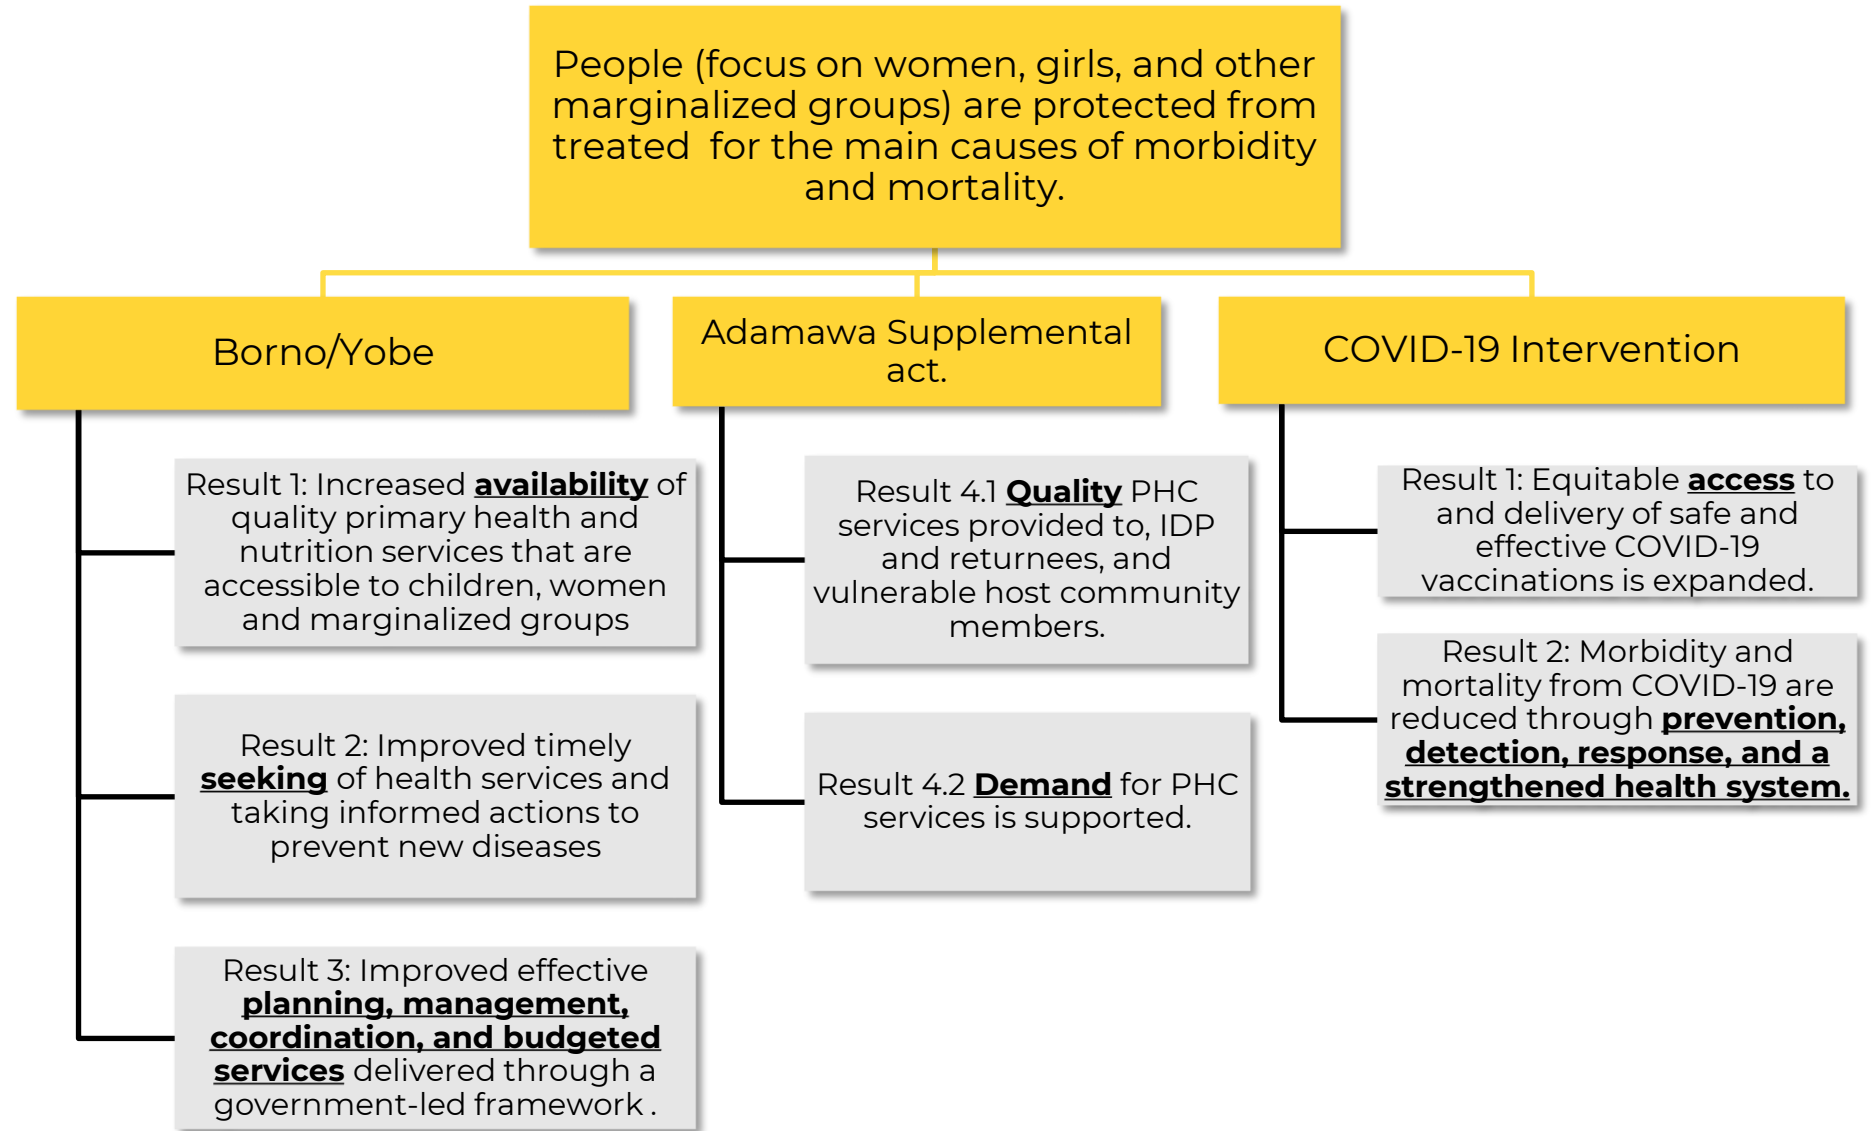 People (focus on women, girls, and other
marginalized groups) are protected from
treated  for the main causes of morbidity
and mortality.
Borno/Yobe
Result 1: Increased availability of
quality primary health and
nutrition services that are
accessible to children, women
and marginalized groups
Result 2: Improved timely
seeking of health services and
taking informed actions to
prevent new diseases
Result 3: Improved effective
planning, management,
coordination, and budgeted
services delivered through a
government-led framework .
Adamawa Supplemental
act.
Result 4.1 Quality PHC
services provided to, IDP
and returnees, and
vulnerable host community
members.
Result 4.2 Demand for PHC
services is supported.
COVID-19 Intervention
Result 1: Equitable access to
and delivery of safe and
effective COVID-19
vaccinations is expanded.
Result 2: Morbidity and
mortality from COVID-19 are
reduced through prevention,
detection, response, and a
strengthened health system.